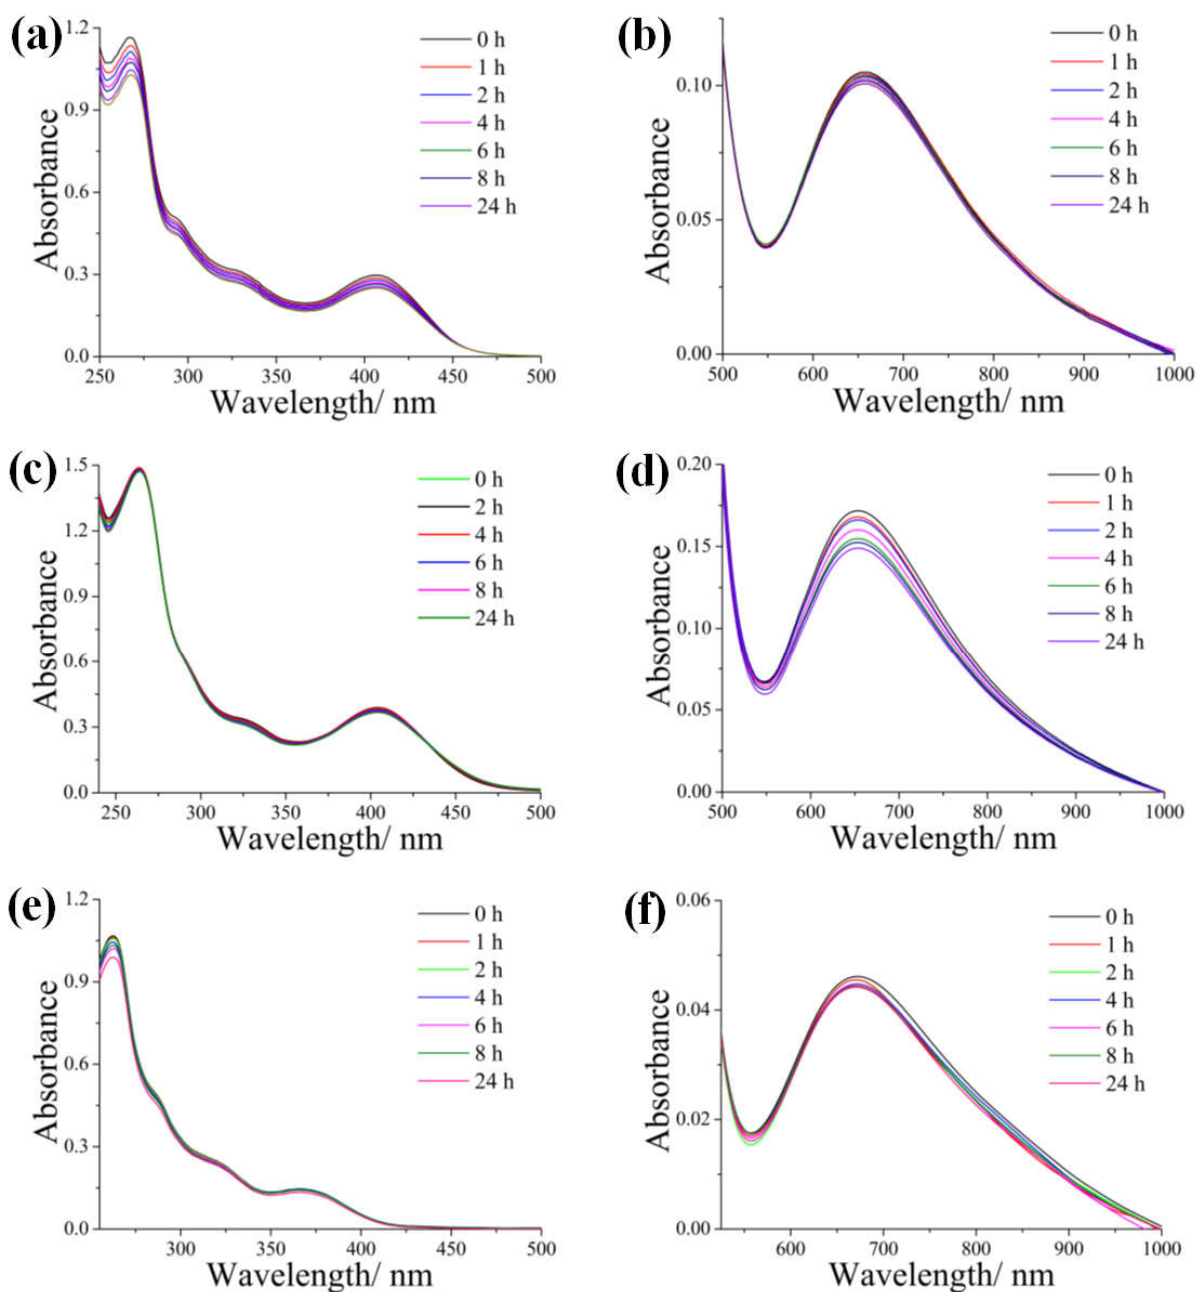 (a)
1.2
0.9
0.6
0.3
0.0
Absorbance
0 h
1 h
2 h
4 h
6 h
8 h
24 h
250 300 350 400 450 500
Wavelength/ nm
(b)
0.10
0.05
0.00
Absorbance
0 h
1 h
2 h
4 h
6 h
8 h
24 h
500 600 700 800 900 1000
Wavelength/ nm
(c)
1.5
1.2
0.9
0.6
0.3
0.0
Absorbance
0 h
2 h
4 h
6 h
8 h
24 h
250 300 350 400 450 500
Wavelength/ nm
(d)
0.20
0.15
0.10
0.05
0.00
Absorbance
0 h
1 h
2 h
4 h
6 h
8 h
24 h
500 600 700 800 900 1000
Wavelength/ nm
(e)
1.2
0.9
0.6
0.3
0.0
Absorbance
0 h
1 h
2 h
4 h
6 h
8 h
24 h
300 350 400 450 500
Wavelength/ nm
(f)
0.06
0.04
0.02
0.00
Absorbance
0 h
1 h
2 h
4 h
6 h
8 h
24 h
600 700 800 900 1000
Wavelength/ nm